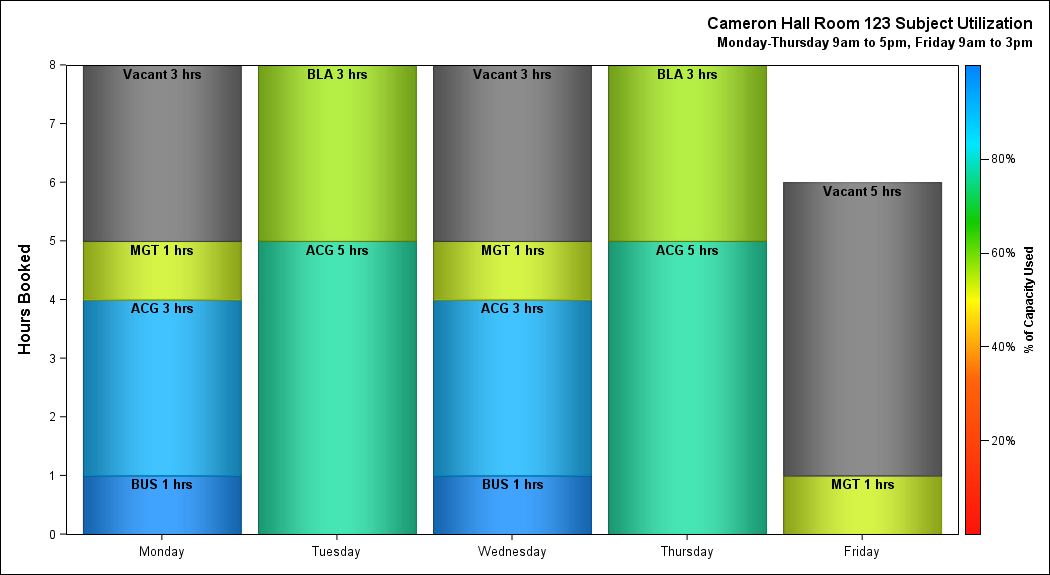 Cameron Hall Room 123 Subject Utilization
Monday-Thursday 9am to 5pm, Friday 9am to 3pm
Hours Booked
8
7
6
5
4
3
2
1
0
Vacant 3 hrs
MGT 1 hrs
ACG 3 hrs
BUS 1 hrs
BLA 3 hrs
ACG 5 hrs
Vacant 3 hrs
MGT 1 hrs
ACG 3 hrs
BUS 1 hrs
BLA 3 hrs
ACG 5 hrs
Vacant 5 hrs
MGT 1 hrs
Monday
Tuesday
Wednesday
Thursday
Friday
80%
60%
40%
20%
% of Capacity Used